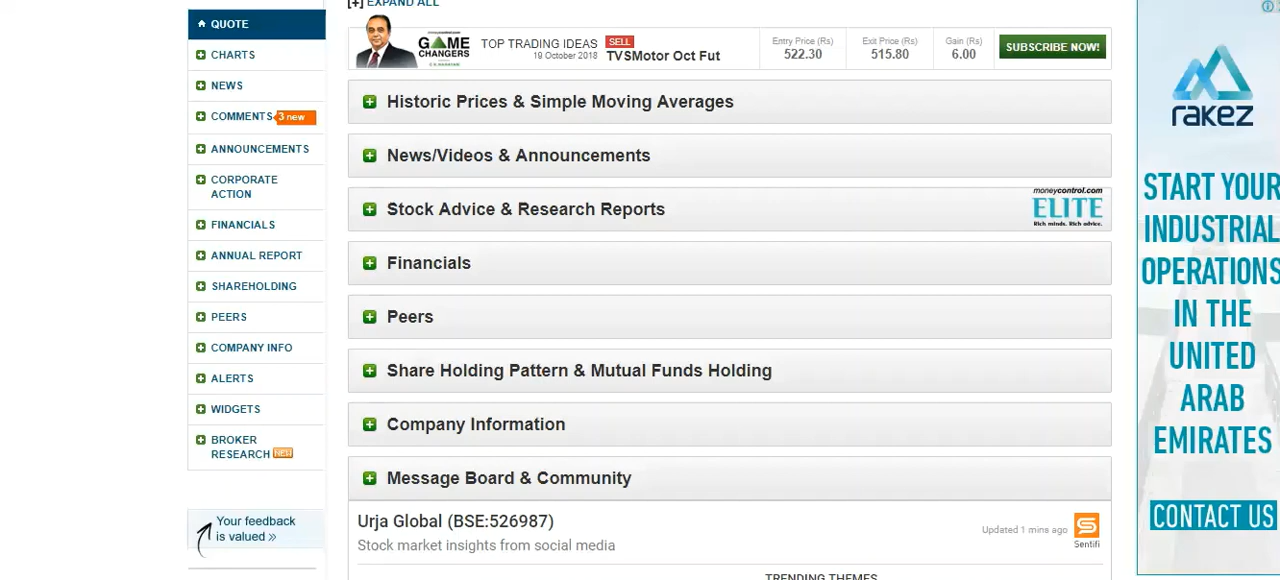 [+] EXPAND ALL
QUOTE
CHARTS
NEWS
COMMENTS 3 new
ANNOUNCEMENTS
CORPORATE
ACTION
FINANCIALS
ANNUAL REPORT
SHAREHOLDING
PEERS
COMPANY INFO
ALERTS
WIDGETS
BROKER
RESEARCH NEW
Your feedback
is valued »
GAME
CHANGERS
TOP TRADING IDEAS SELL
19 October 2018 TVSMotor Oct Fut
Entry Price (Rs)
522.30
Exit Price (Rs)
515.80
Gain (Rs)
6.00
SUBSCRIBE NOW!
Historic Prices & Simple Moving Averages
News/Videos & Announcements
Stock Advice & Research Reports
moneycontrol.com
ELITE
Rich minds. Rich advice.
Financials
Peers
Share Holding Pattern & Mutual Funds Holding
Company Information
Message Board & Community
Urja Global (BSE:526987)
Stock market insights from social media
Updated 1 mins ago
Sentifi
TRENDING THEMES
rakez
START YOUR
INDUSTRIAL
OPERATIONS
IN THE
UNITED
ARAB
EMIRATES
CONTACT US